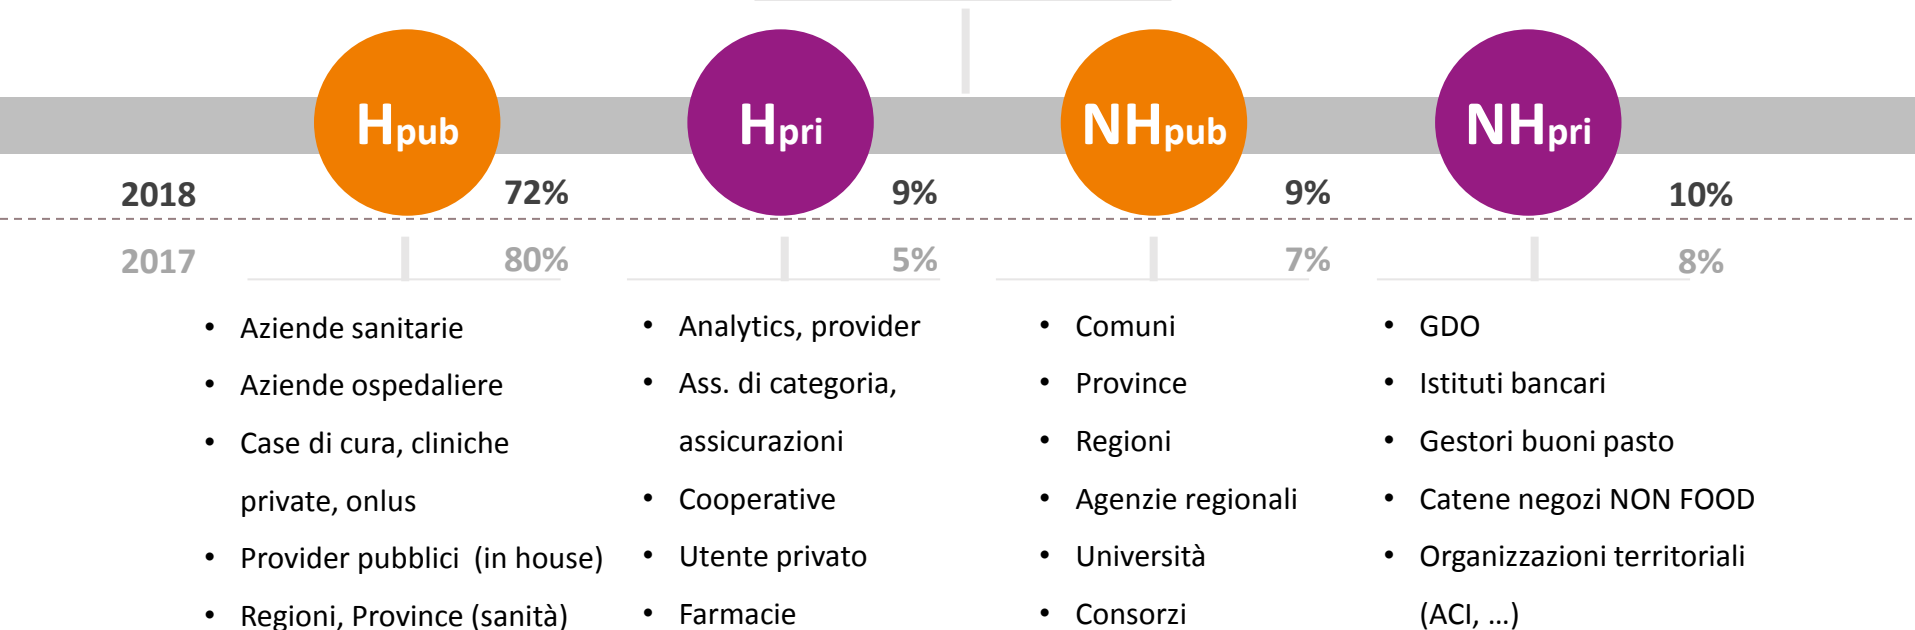 Hpub
Hpri
NHpub
NHpri
2018
72%
9%
9%
10%
2017
80%
5%
7%
8%
• Aziende sanitarie
• Aziende ospedaliere
• Case di cura, cliniche
private, onlus
• Provider pubblici (in house)
• Regioni, Province (sanità)
• Analytics, provider
• Ass. di categoria,
assicurazioni
• Cooperative
• Utente privato
• Farmacie
• Comuni
• Province
• Regioni
• Agenzie regionali
• Università
• Consorzi
• GDO
• Istituti bancari
• Gestori buoni pasto
• Catene negozi NON FOOD
• Organizzazioni territoriali
(ACI, ...)